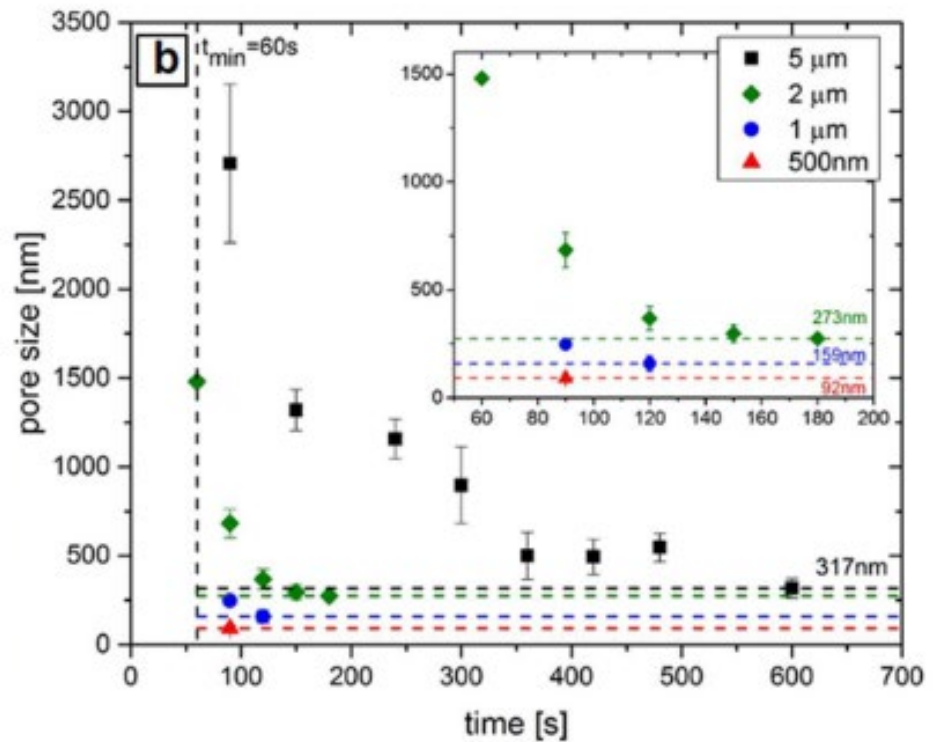 b
t_min=60s
5 μm
2 μm
1 μm
500nm
3500
3000
2500
2000
1500
1000
500
0
pore size [nm]
1500
1000
500
0
273nm
159nm
92nm
60 80 100 120 140 160 180 200
317nm
0 100 200 300 400 500 600 700
time [s]